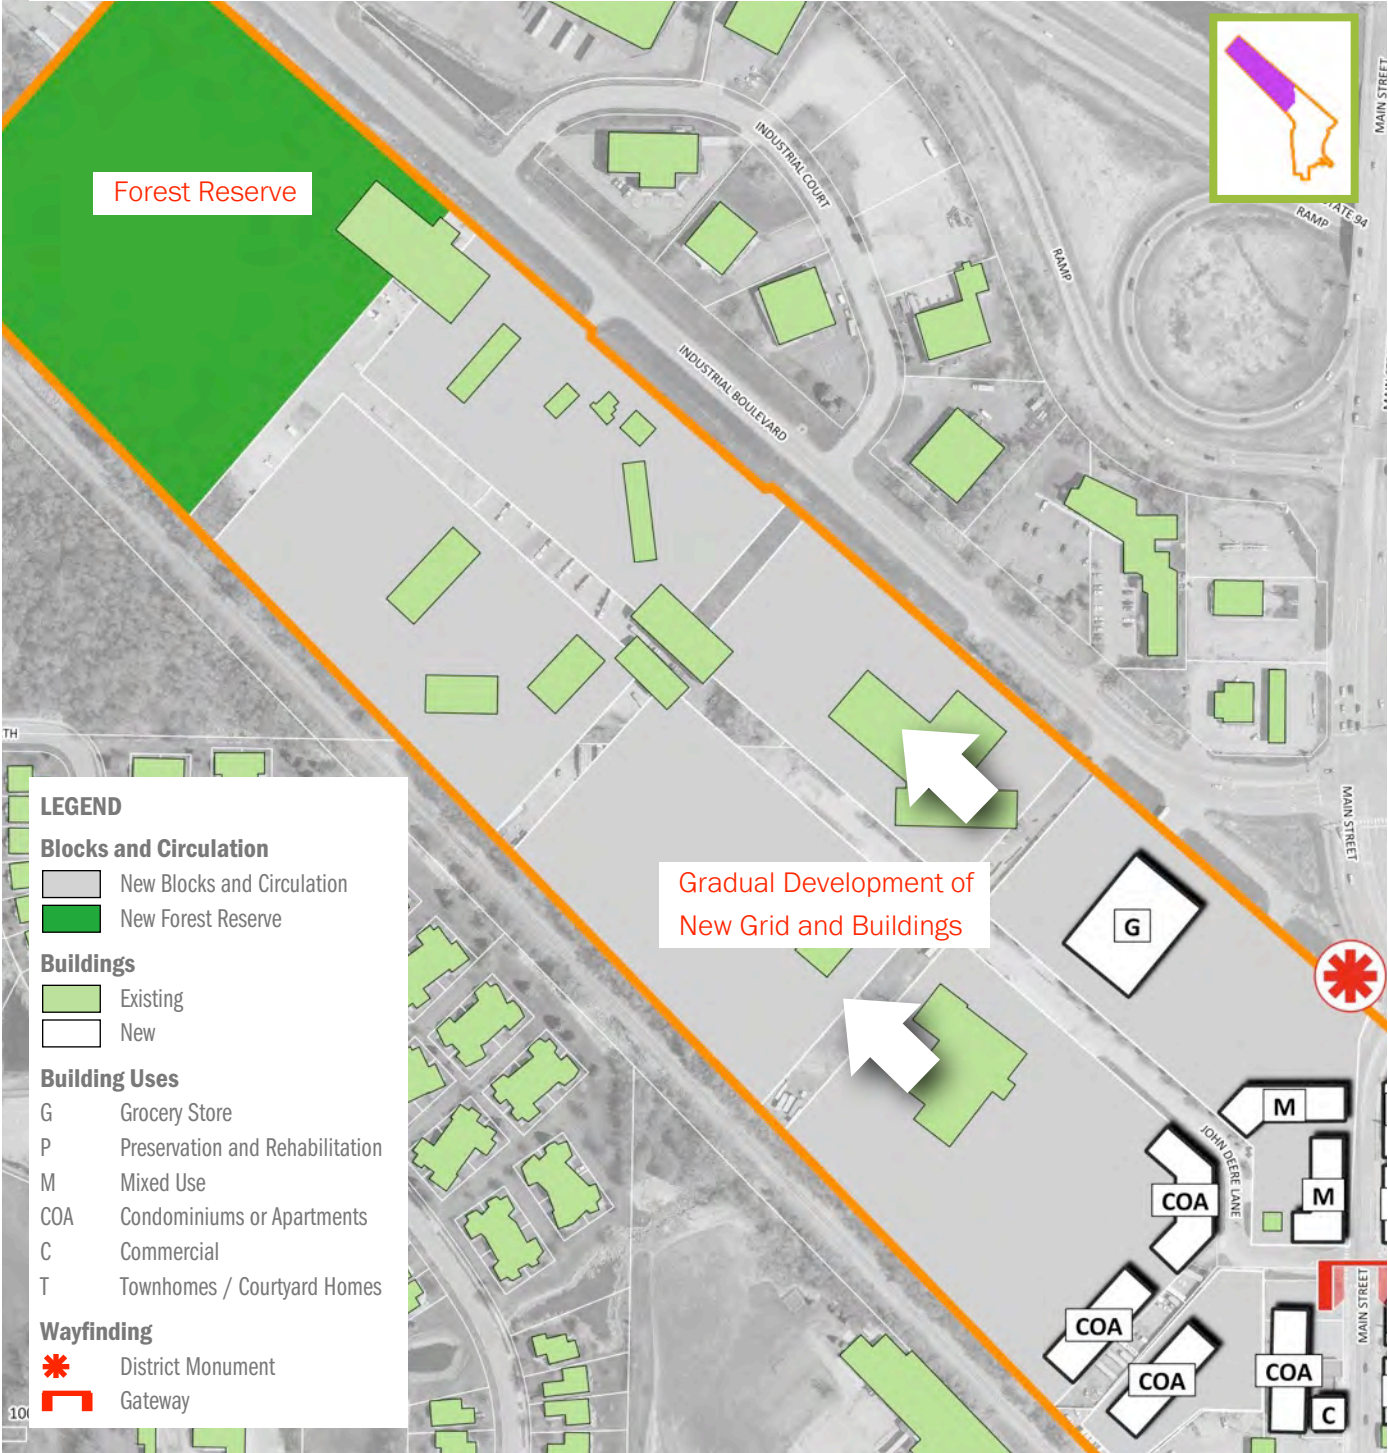 MAIN STREET
INDUSTRIAL COURT
STATE 94
RAMP
RAMP
Forest Reserve
INDUSTRIAL BOULEVARD
TH
MAIN STREET
LEGEND
Blocks and Circulation
New Blocks and Circulation
New Forest Reserve
Buildings
Existing
New
Building Uses
G Grocery Store
P Preservation and Rehabilitation
M Mixed Use
COA Condominiums or Apartments
C Commercial
T Townhomes / Courtyard Homes
Wayfinding
District Monument
Gateway
Gradual Development of
New Grid and Buildings
G
M
JOHN DEERE LANE
COA
M
MAIN STREET
COA
COA
COA
C